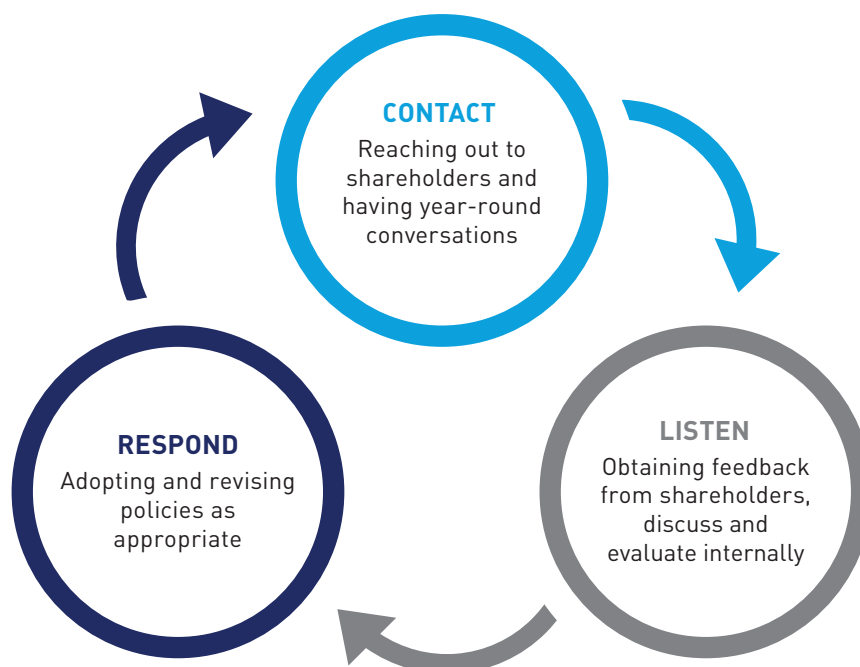 CONTACT
Reaching out to
shareholders and
having year-round
conversations
LISTEN
Obtaining feedback
from shareholders,
discuss and
evaluate internally
RESPOND
Adopting and revising
policies as
appropriate